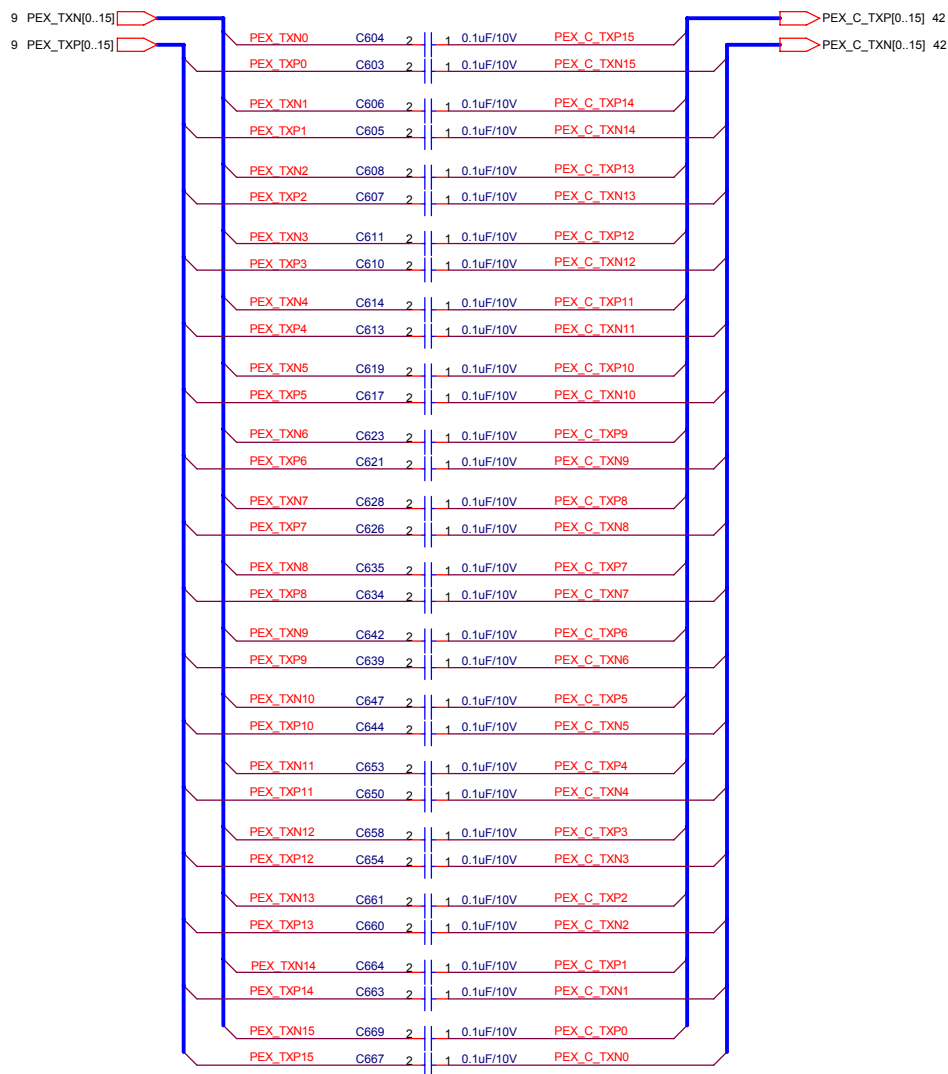 9 PEX_TXN[0..15] PEX_C_TXP[0..15] 42
9 PEX_TXP[0..15] PEX_C_TXN[0..15] 42
PEX_TXN0 C604 2 1 0.1uF/10V PEX_C_TXP15
PEX_TXP0 C603 2 1 0.1uF/10V PEX_C_TXN15
PEX_TXN1 C606 2 1 0.1uF/10V PEX_C_TXP14
PEX_TXP1 C605 2 1 0.1uF/10V PEX_C_TXN14
PEX_TXN2 C608 2 1 0.1uF/10V PEX_C_TXP13
PEX_TXP2 C607 2 1 0.1uF/10V PEX_C_TXN13
PEX_TXN3 C611 2 1 0.1uF/10V PEX_C_TXP12
PEX_TXP3 C610 2 1 0.1uF/10V PEX_C_TXN12
PEX_TXN4 C614 2 1 0.1uF/10V PEX_C_TXP11
PEX_TXP4 C613 2 1 0.1uF/10V PEX_C_TXN11
PEX_TXN5 C619 2 1 0.1uF/10V PEX_C_TXP10
PEX_TXP5 C617 2 1 0.1uF/10V PEX_C_TXN10
PEX_TXN6 C623 2 1 0.1uF/10V PEX_C_TXP9
PEX_TXP6 C621 2 1 0.1uF/10V PEX_C_TXN9
PEX_TXN7 C628 2 1 0.1uF/10V PEX_C_TXP8
PEX_TXP7 C626 2 1 0.1uF/10V PEX_C_TXN8
PEX_TXN8 C635 2 1 0.1uF/10V PEX_C_TXP7
PEX_TXP8 C634 2 1 0.1uF/10V PEX_C_TXN7
PEX_TXN9 C642 2 1 0.1uF/10V PEX_C_TXP6
PEX_TXP9 C639 2 1 0.1uF/10V PEX_C_TXN6
PEX_TXN10 C647 2 1 0.1uF/10V PEX_C_TXP5
PEX_TXP10 C644 2 1 0.1uF/10V PEX_C_TXN5
PEX_TXN11 C653 2 1 0.1uF/10V PEX_C_TXP4
PEX_TXP11 C650 2 1 0.1uF/10V PEX_C_TXN4
PEX_TXN12 C658 2 1 0.1uF/10V PEX_C_TXP3
PEX_TXP12 C654 2 1 0.1uF/10V PEX_C_TXN3
PEX_TXN13 C661 2 1 0.1uF/10V PEX_C_TXP2
PEX_TXP13 C660 2 1 0.1uF/10V PEX_C_TXN2
PEX_TXN14 C664 2 1 0.1uF/10V PEX_C_TXP1
PEX_TXP14 C663 2 1 0.1uF/10V PEX_C_TXN1
PEX_TXN15 C669 2 1 0.1uF/10V PEX_C_TXP0
PEX_TXP15 C667 2 1 0.1uF/10V PEX_C_TXN0